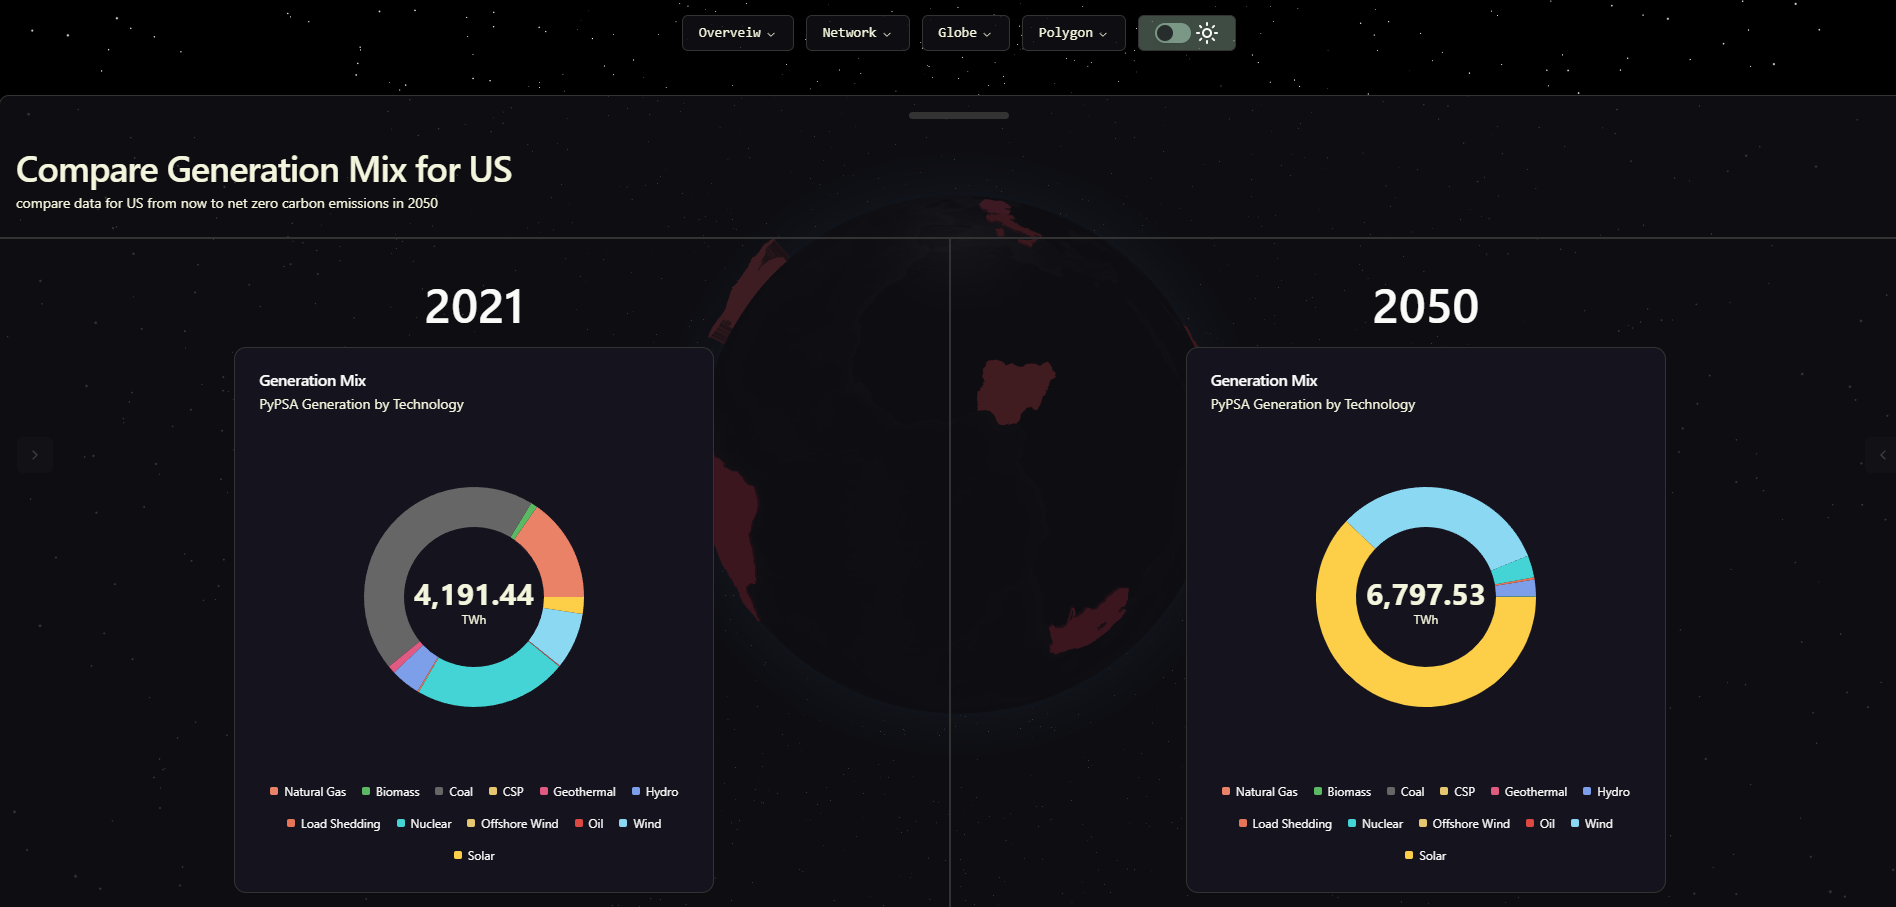 Overveiw Network Globe Polygon
Compare Generation Mix for US
compare data for US from now to net zero carbon emissions in 2050
2021
Generation Mix
PyPSA Generation by Technology
4,191.44
TWh
Natural Gas Biomass Coal CSP Geothermal Hydro
Load Shedding Nuclear Offshore Wind Oil Wind
Solar
2050
Generation Mix
PyPSA Generation by Technology
6,797.53
TWh
Natural Gas Biomass Coal CSP Geothermal Hydro
Load Shedding Nuclear Offshore Wind Oil Wind
Solar